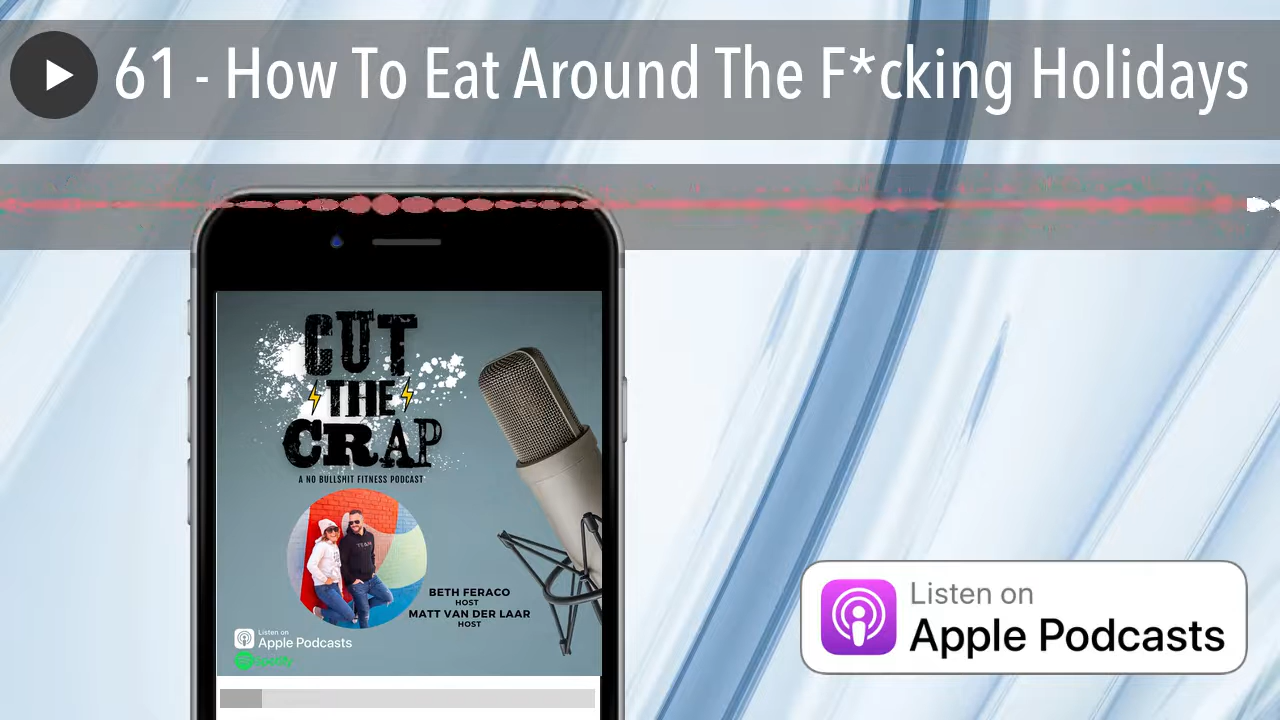 61 - How To Eat Around The F*cking Holidays
CUT
THE
CRAP
A NO BULLSHIT FITNESS PODCAST
TEAM
BETH FERACO
HOST
MATT VAN DER LAAR
HOST
Listen on
Apple Podcasts
Spotify
Listen on
Apple Podcasts